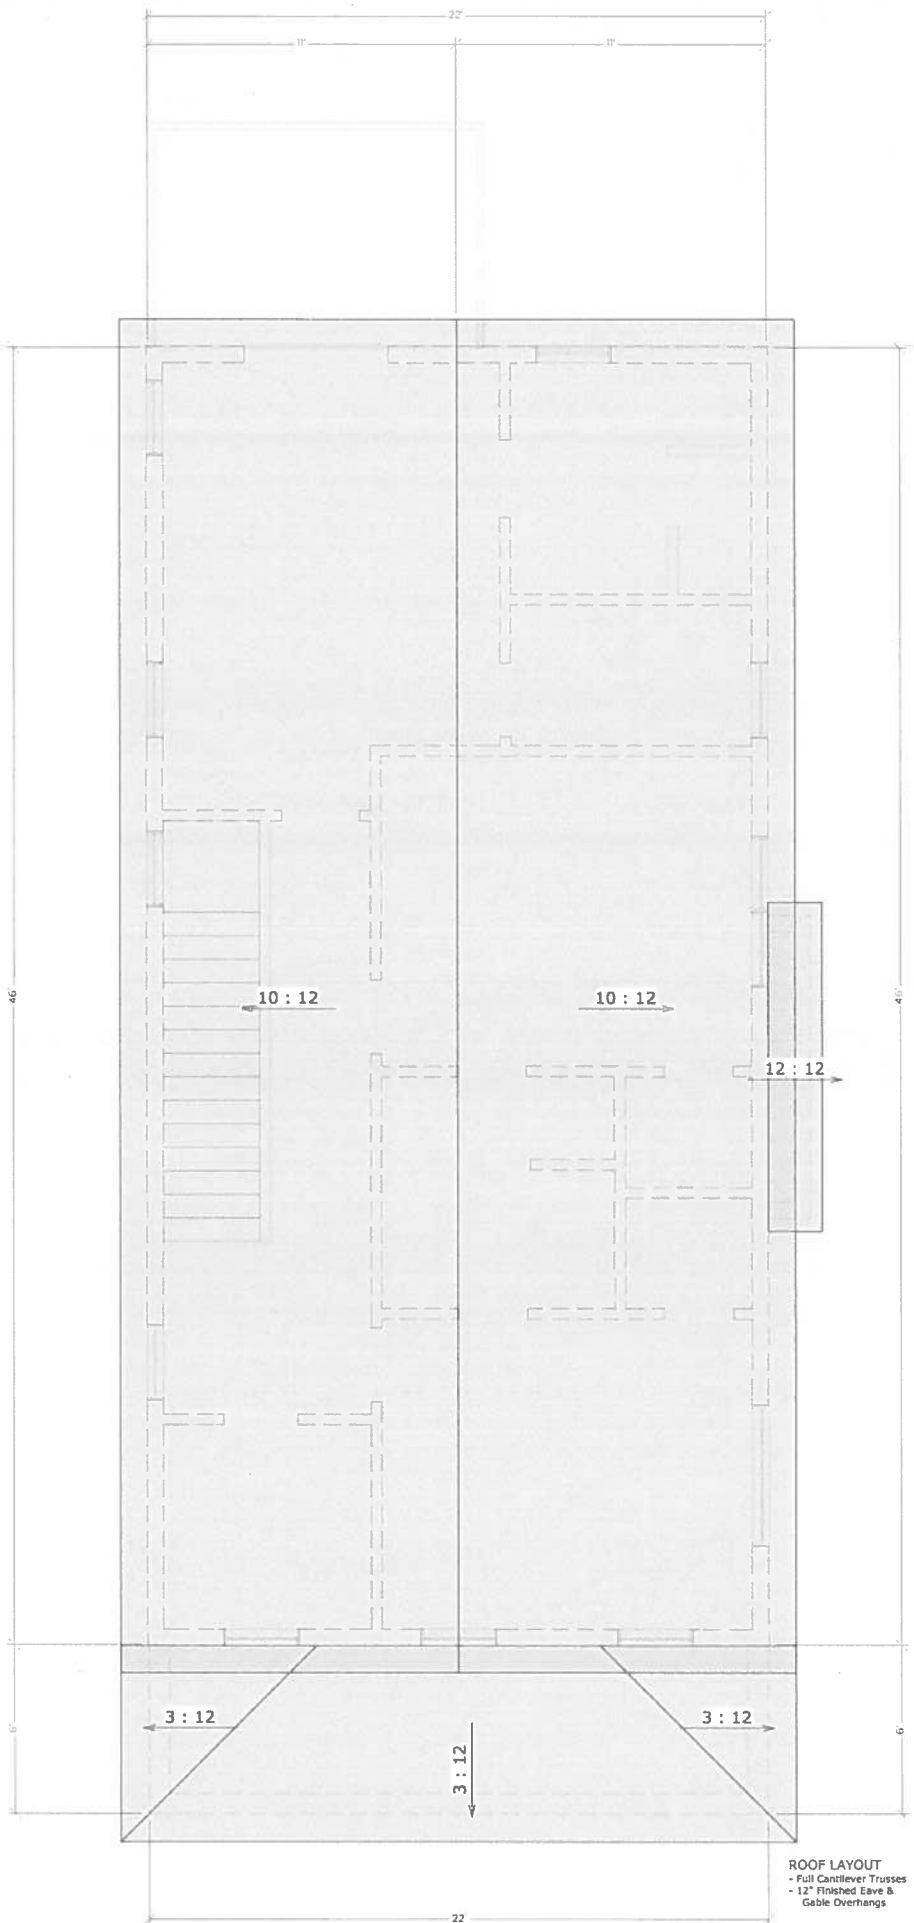 22'
11'
11'
46'
46'
10 : 12
10 : 12
12 : 12
3 : 12
3 : 12
3 : 12
6'
6'
22'
ROOF LAYOUT
- Full Cantilever Trusses
- 12" Finished Eave &
Gable Overhangs